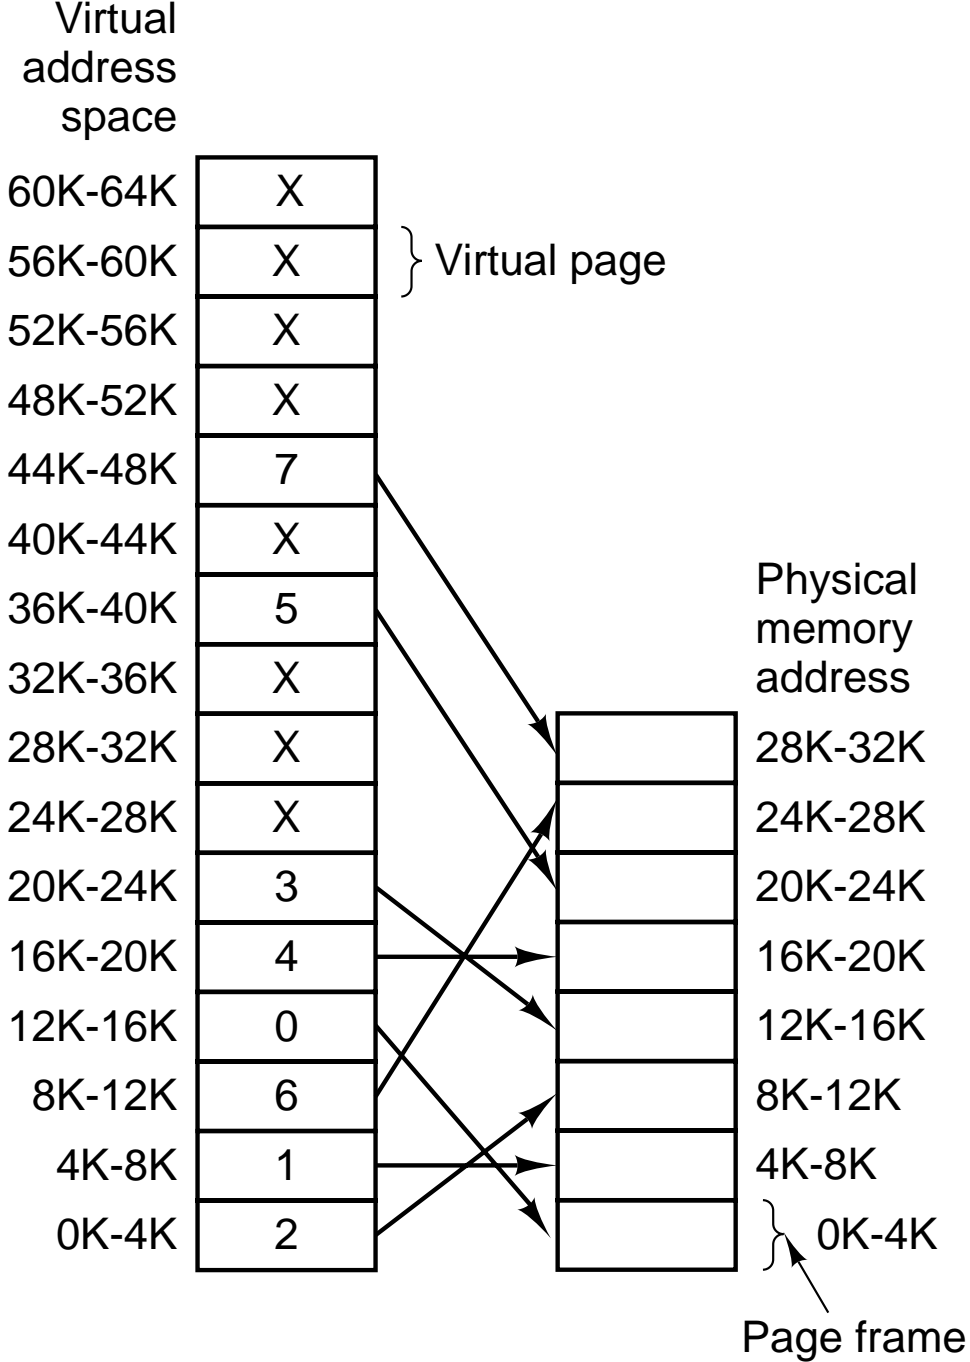 Virtual
address
space
60K-64K X
56K-60K X Virtual page
52K-56K X
48K-52K X
44K-48K 7
40K-44K X
36K-40K 5
32K-36K X
28K-32K X
24K-28K X
20K-24K 3
16K-20K 4
12K-16K 0
8K-12K 6
4K-8K 1
0K-4K 2
Physical
memory
address
28K-32K
24K-28K
20K-24K
16K-20K
12K-16K
8K-12K
4K-8K
0K-4K
Page frame